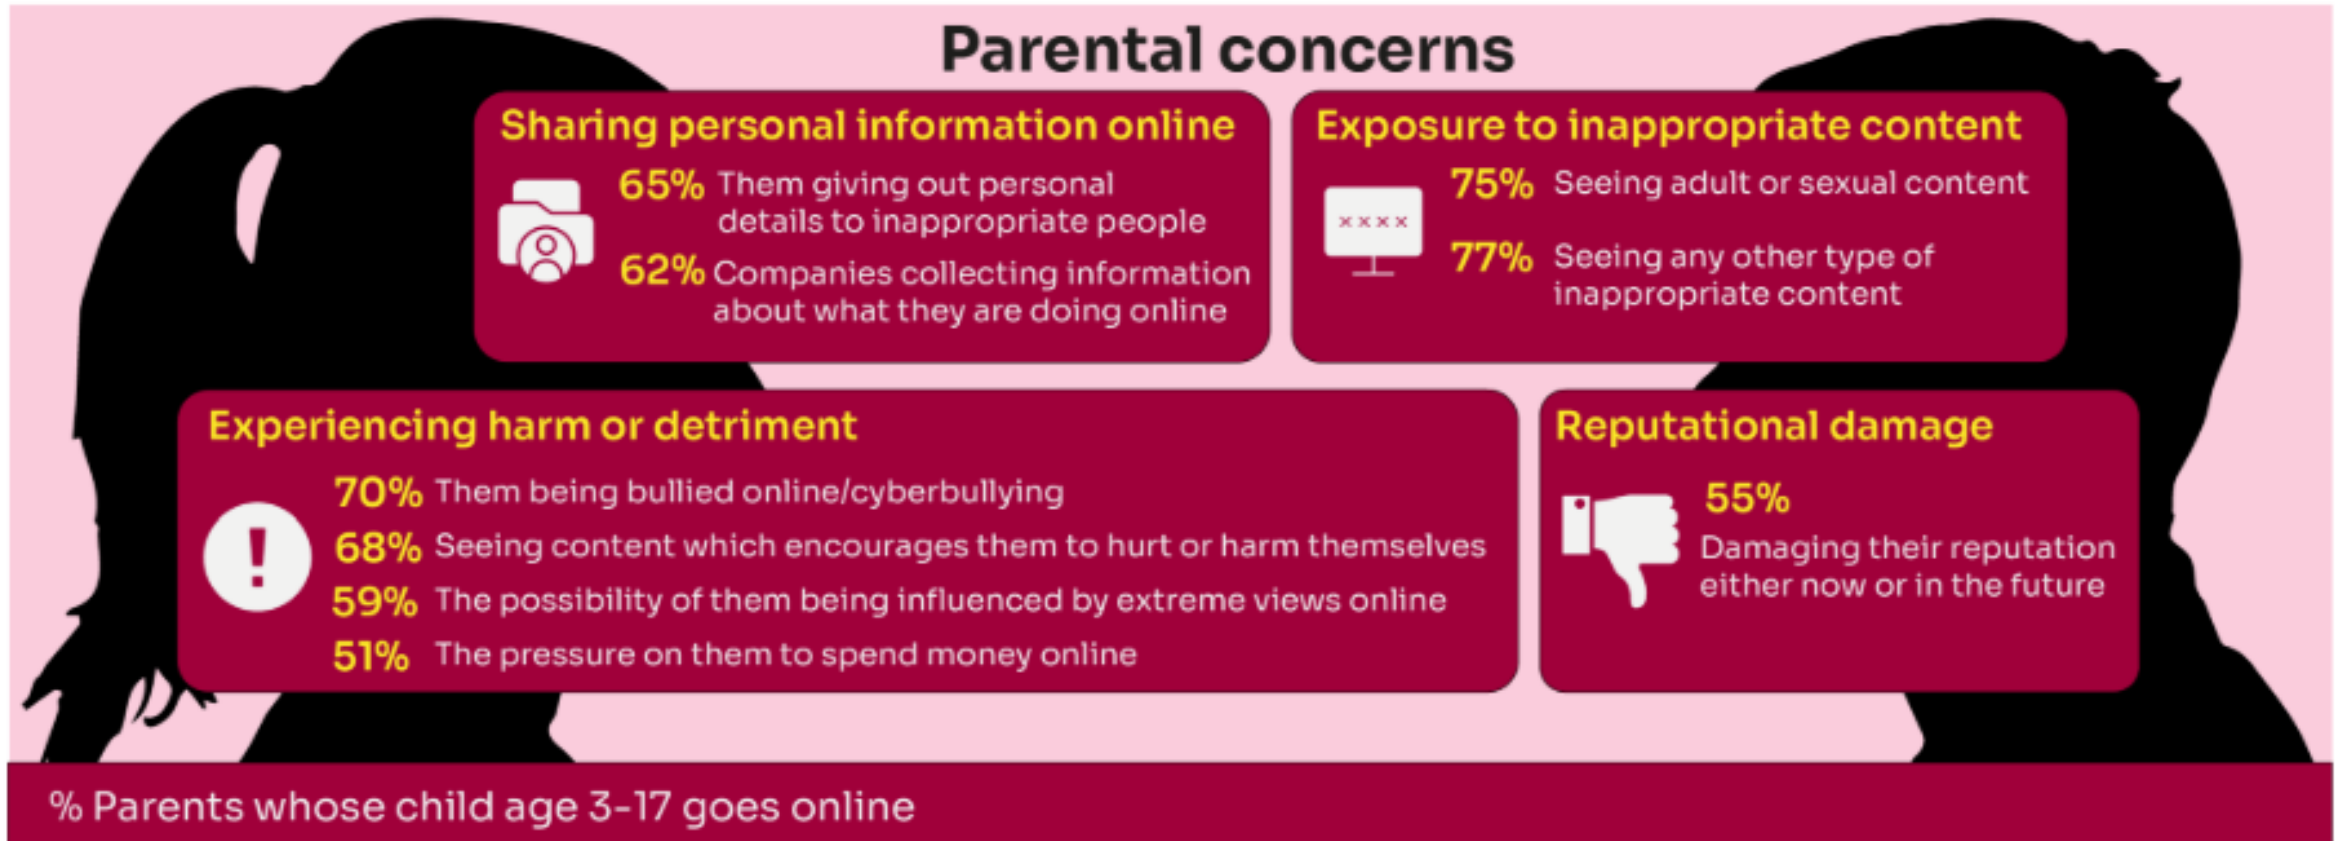 Parental concerns
Sharing personal information online
65% Them giving out personal
details to inappropriate people
62% Companies collecting information
about what they are doing online
Exposure to inappropriate content
xxxx
75% Seeing adult or sexual content
77% Seeing any other type of
inappropriate content
Experiencing harm or detriment
!
70% Them being bullied online/cyberbullying
68% Seeing content which encourages them to hurt or harm themselves
59% The possibility of them being influenced by extreme views online
51% The pressure on them to spend money online
Reputational damage
55%
Damaging their reputation
either now or in the future
% Parents whose child age 3-17 goes online